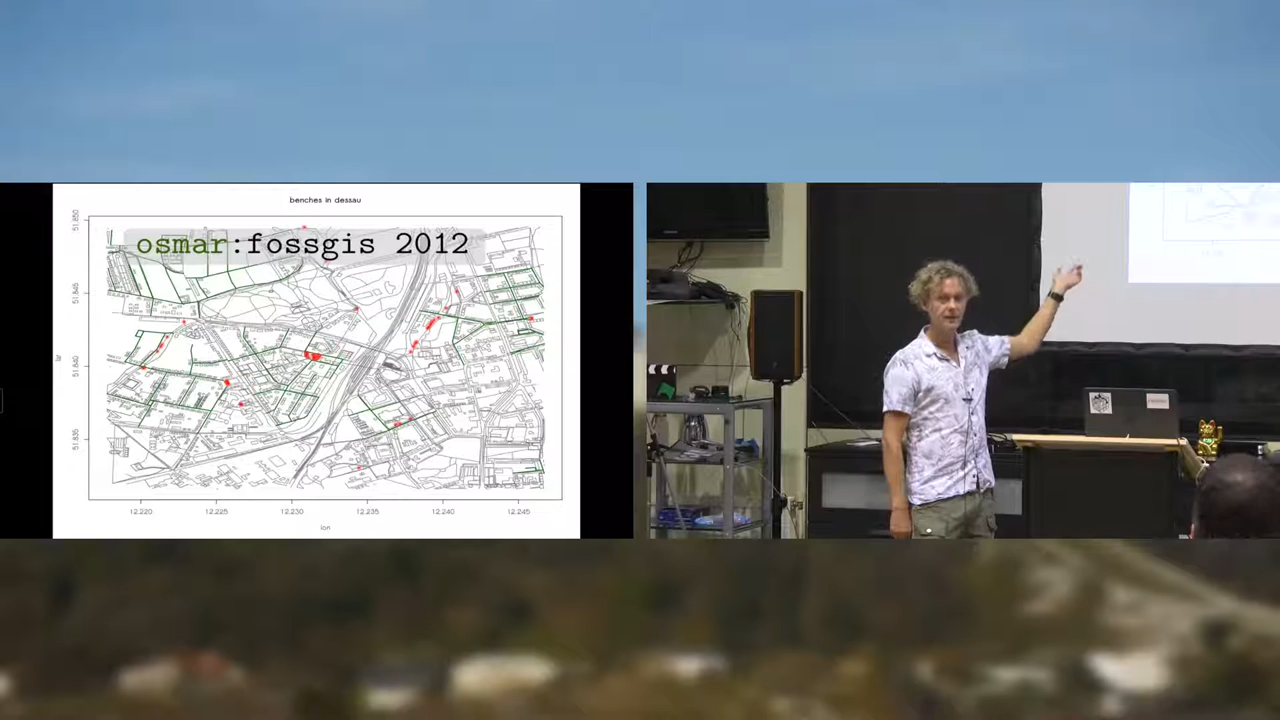 benches in dessau
osmar:fossgis 2012
51.850
51.845
51.840
51.835
lat
12.220
12.225
12.230
12.235
12.240
12.245
lon